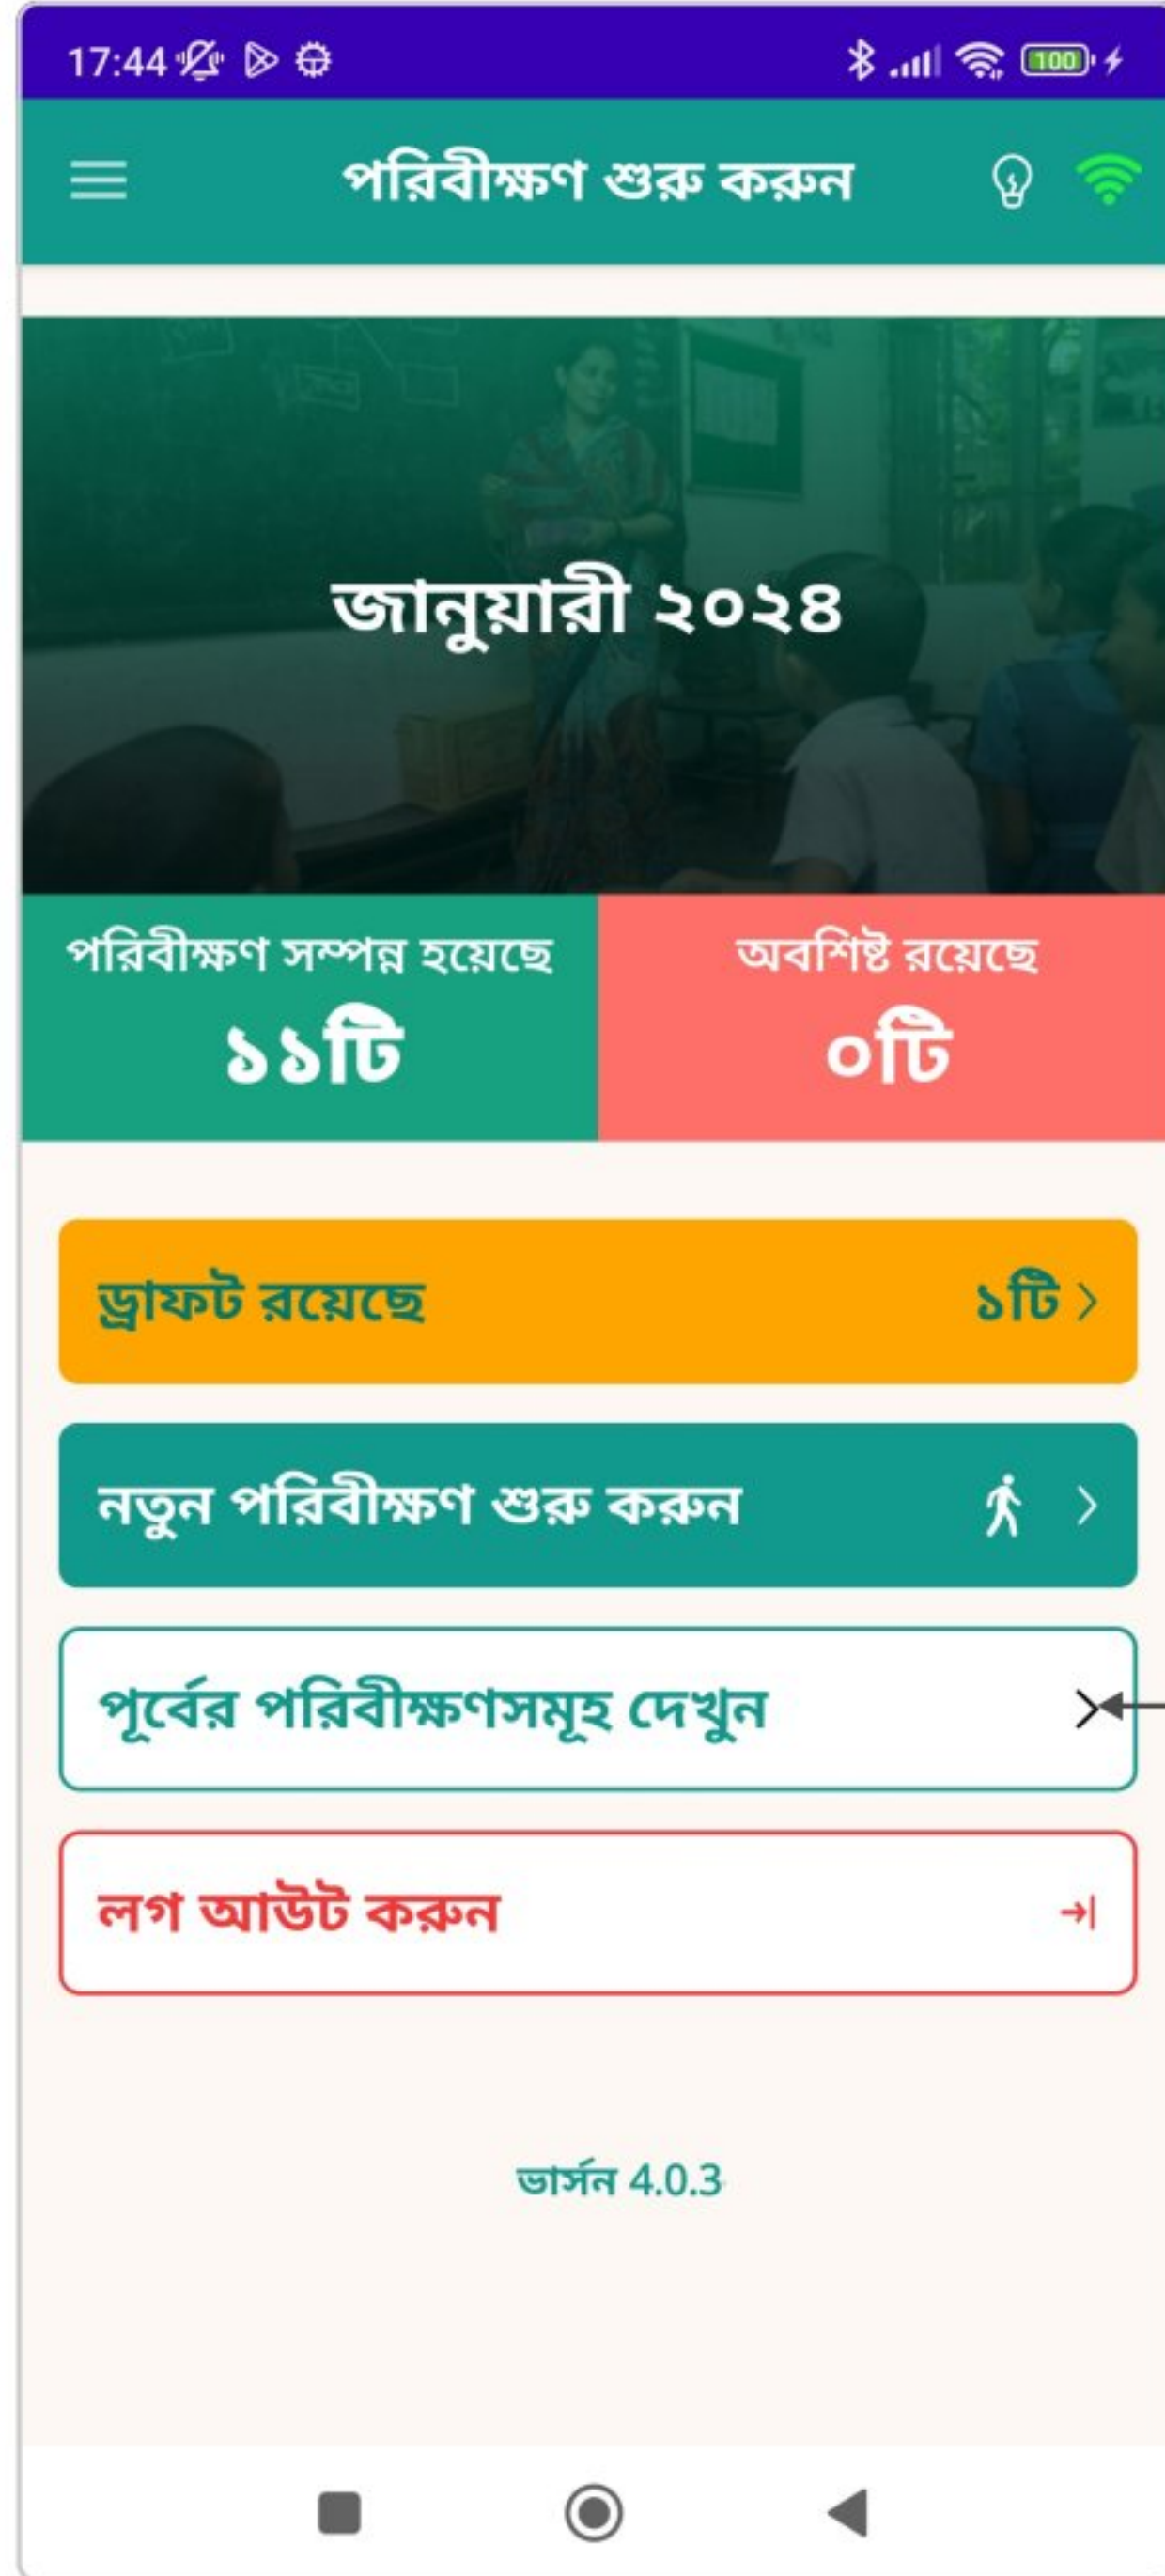 17:44
100
পরিবীক্ষণ শুরু করুন
জানুয়ারী ২০২৪
পরিবীক্ষণ সম্পন্ন হয়েছে
১১টি
অবশিষ্ট রয়েছে
০টি
ড্রাফট রয়েছে ১টি
নতুন পরিবীক্ষণ শুরু করুন
পূর্বের পরিবীক্ষণসমূহ দেখুন
লগ আউট করুন
ভার্সন 4.0.3